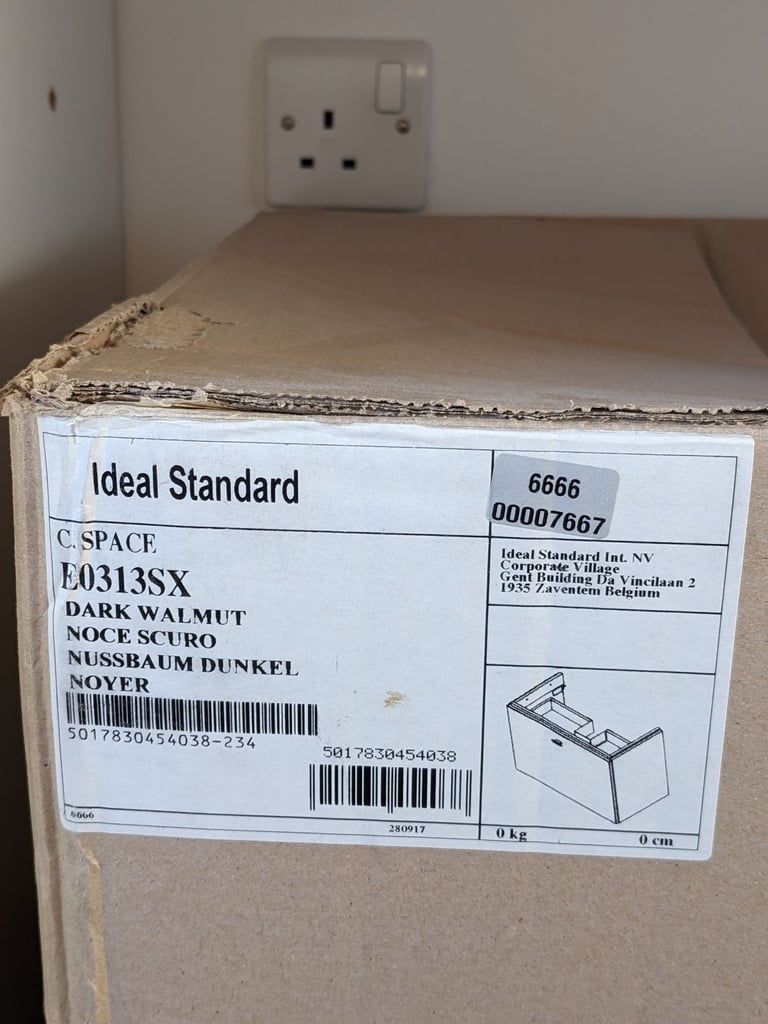 Ideal Standard
6666
00007667
C. SPACE
E0313SX
DARK WALMUT
NOCE SCURO
NUSSBAUM DUNKEL
NOYER
5017830454038-234
5017830454038
6666
280917
Ideal Standard Int. NV
Corporate Village
Gent Building Da Vincilaan 2
1935 Zaventem Belgium
0 kg
0 cm